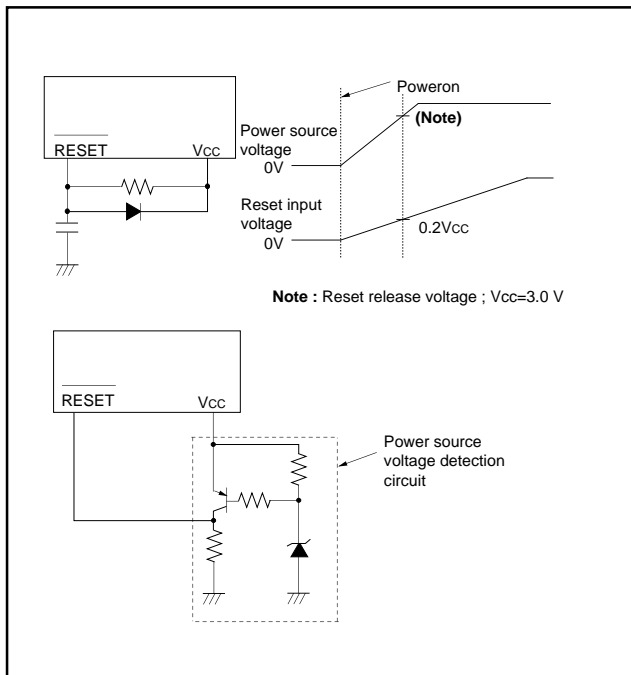 RESET
VCC
Poweron
(Note)
Power source
voltage
0V
Reset input
voltage
0V
0.2VCC
Note : Reset release voltage ; Vcc=3.0 V
RESET
VCC
Power source
voltage detection
circuit